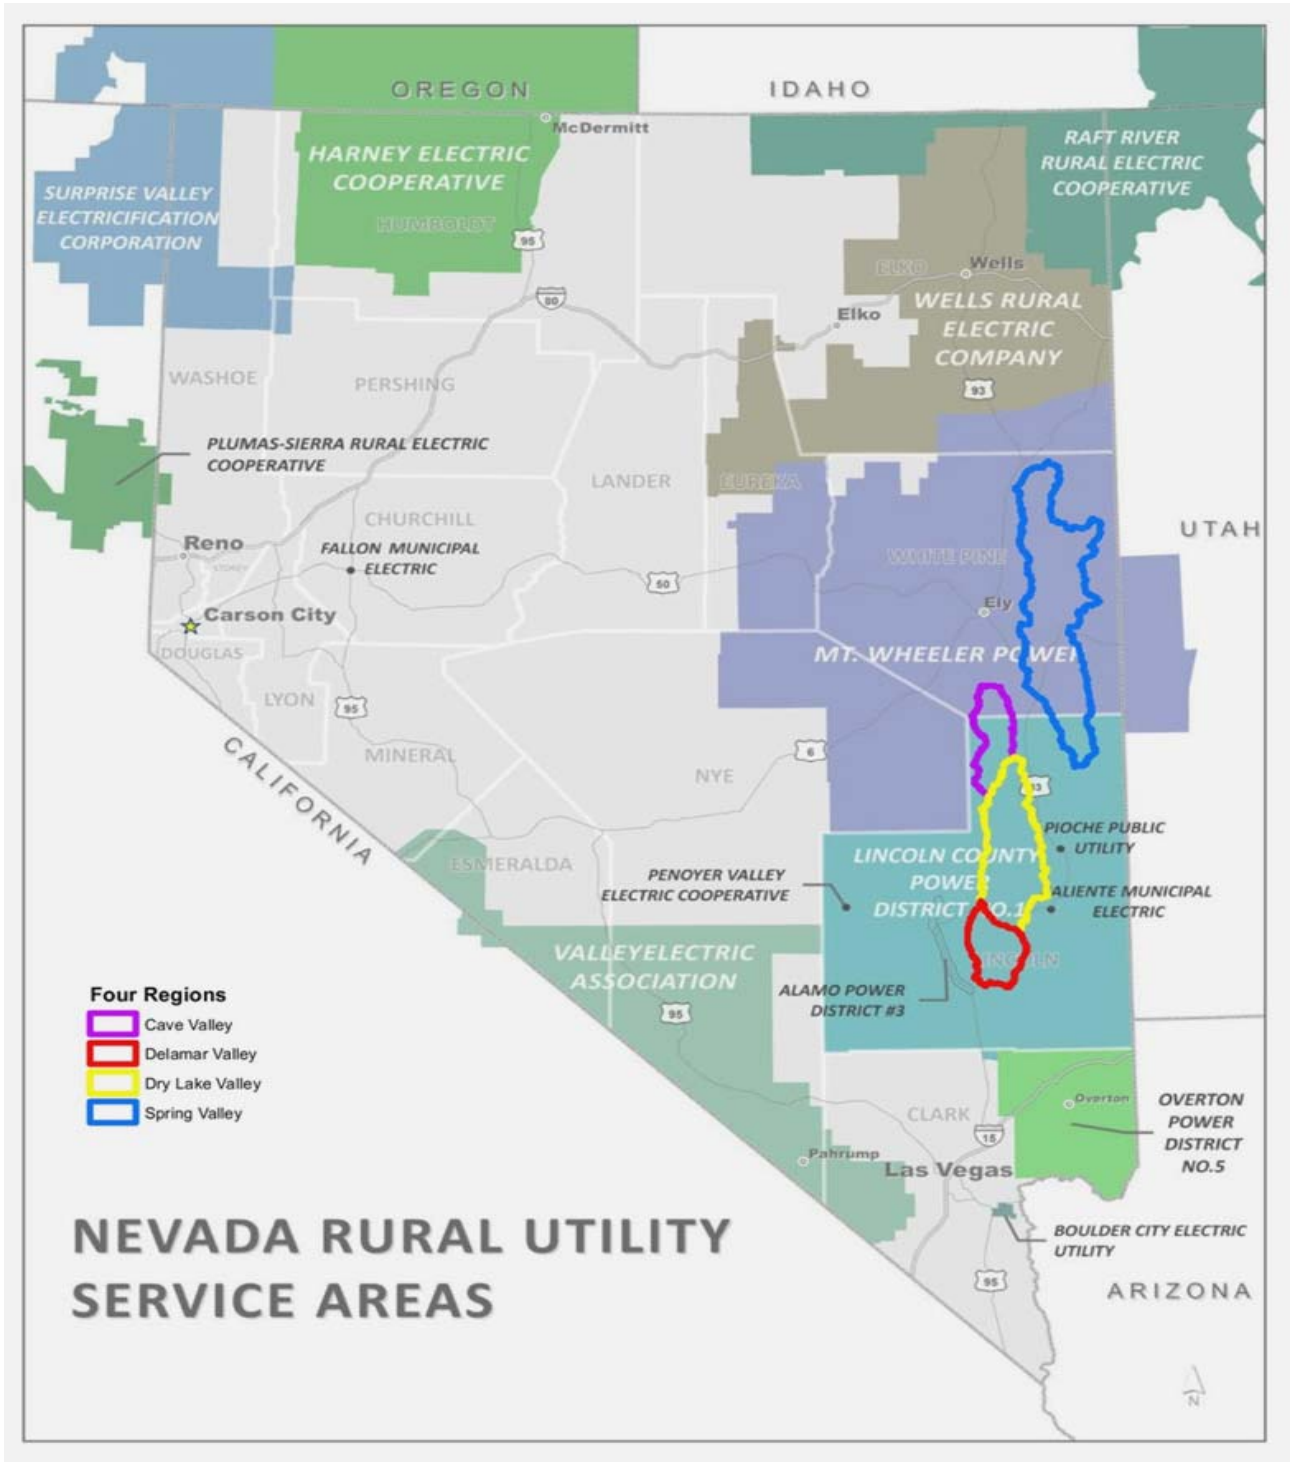 OREGON
IDAHO
McDermitt
HARNEY ELECTRIC
COOPERATIVE
HUMBOLDT
95
RAFT RIVER
RURAL ELECTRIC
COOPERATIVE
SURPRISE VALLEY
ELECTRICIFICATION
CORPORATION
80
ELKO
Wells
Elko
WELLS RURAL
ELECTRIC
COMPANY
93
WASHOE
PERSHING
PLUMAS-SIERRA RURAL ELECTRIC
COOPERATIVE
LANDER
EUREKA
CHURCHILL
UTAH
Reno
STOREY
FALLON MUNICIPAL
ELECTRIC
50
WHITE PINE
Ely
Carson City
DOUGLAS
MT. WHEELER POWER
LYON
95
CALIFORNIA
MINERAL
NYE
6
93
PIOCHE PUBLIC
UTILITY
ESMERALDA
LINCOLN COUNTY
POWER
DISTRICT NO.1
PENOYER VALLEY
ELECTRIC COOPERATIVE
ALIENTE MUNICIPAL
ELECTRIC
VALLEYELECTRIC
ASSOCIATION
LINCOLN
ALAMO POWER
DISTRICT #3
95
Four Regions
Cave Valley
Delamar Valley
Dry Lake Valley
Spring Valley
CLARK
15
Overton
OVERTON
POWER
DISTRICT
NO.5
Pahrump
Las Vegas
BOULDER CITY ELECTRIC
UTILITY
95
ARIZONA
NEVADA RURAL UTILITY
SERVICE AREAS
N